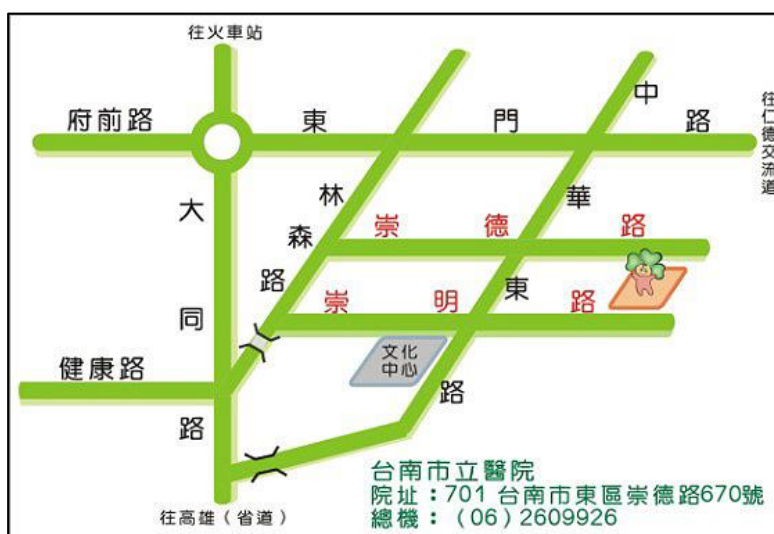 往火車站
府前路
東門路
往仁德交流道
中華東路
林森路
大同路
崇德路
崇明路
文化
中心
健康路
台南市立醫院
院址：701 台南市東區崇德路670號
總機：（06）2609926
往高雄（省道）